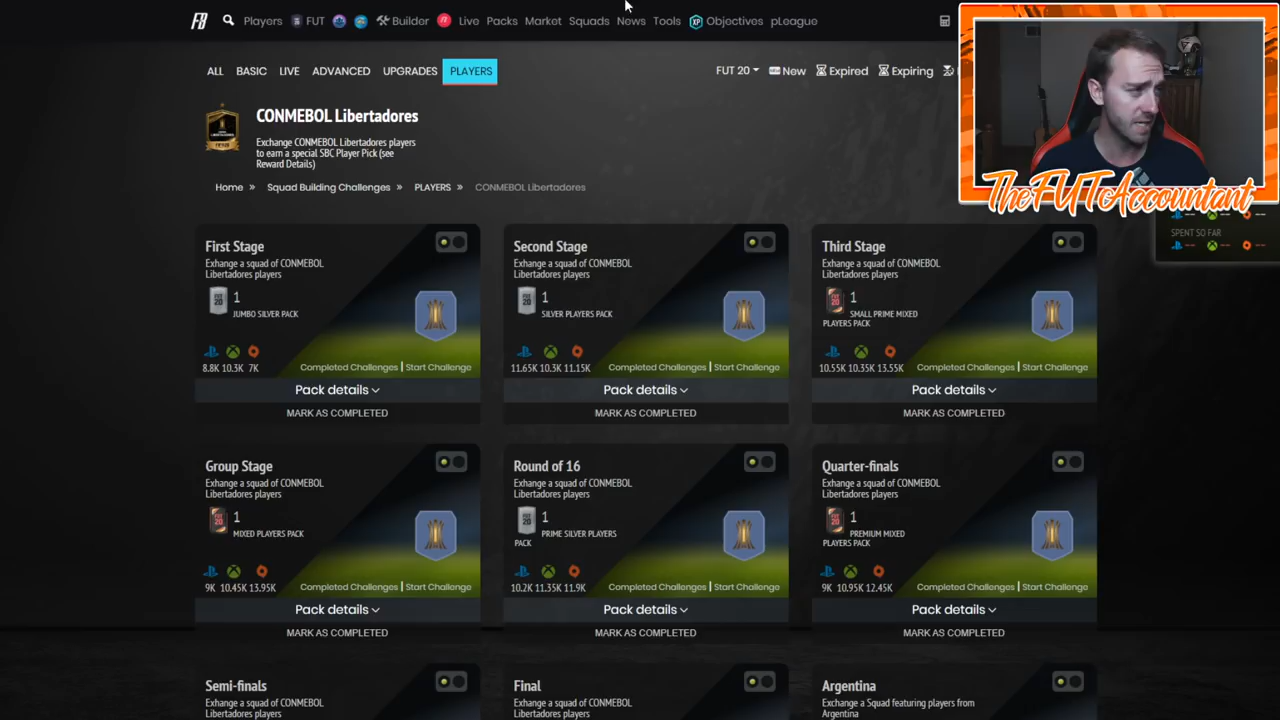 FB Players FUT Builder Live Packs Market Squads News Tools XP Objectives pLeague
ALL BASIC LIVE ADVANCED UPGRADES PLAYERS FUT 20 New Expired Expiring
CONMEBOL Libertadores
Exchange CONMEBOL Libertadores players
to earn a special SBC Player Pick (see
Reward Details)
TheFUTAccountant
Home » Squad Building Challenges » PLAYERS » CONMEBOL Libertadores
SPENT SO FAR
First Stage
Exhange a squad of CONMEBOL
Libertadores players
1
JUMBO SILVER PACK
8.8K 10.3K 7K
Completed Challenges | Start Challenge
Pack details
MARK AS COMPLETED
Second Stage
Exhange a squad of CONMEBOL
Libertadores players
1
SILVER PLAYERS PACK
11.65K 10.3K 11.15K
Completed Challenges | Start Challenge
Pack details
MARK AS COMPLETED
Third Stage
Exhange a squad of CONMEBOL
Libertadores players
1
SMALL PRIME MIXED
PLAYERS PACK
10.55K 10.35K 13.55K
Completed Challenges | Start Challenge
Pack details
MARK AS COMPLETED
Group Stage
Exhange a squad of CONMEBOL
Libertadores players
1
MIXED PLAYERS PACK
9K 10.45K 13.95K
Completed Challenges | Start Challenge
Pack details
MARK AS COMPLETED
Round of 16
Exhange a squad of CONMEBOL
Libertadores players
1
PRIME SILVER PLAYERS
PACK
10.2K 11.35K 11.9K
Completed Challenges | Start Challenge
Pack details
MARK AS COMPLETED
Quarter-finals
Exhange a squad of CONMEBOL
Libertadores players
1
PREMIUM MIXED
PLAYERS PACK
9K 10.95K 12.45K
Completed Challenges | Start Challenge
Pack details
MARK AS COMPLETED
Semi-finals
Exhange a squad of CONMEBOL
Libertadores players
Final
Exhange a squad of CONMEBOL
Libertadores players
Argentina
Exchange a Squad featuring players from
Argentina